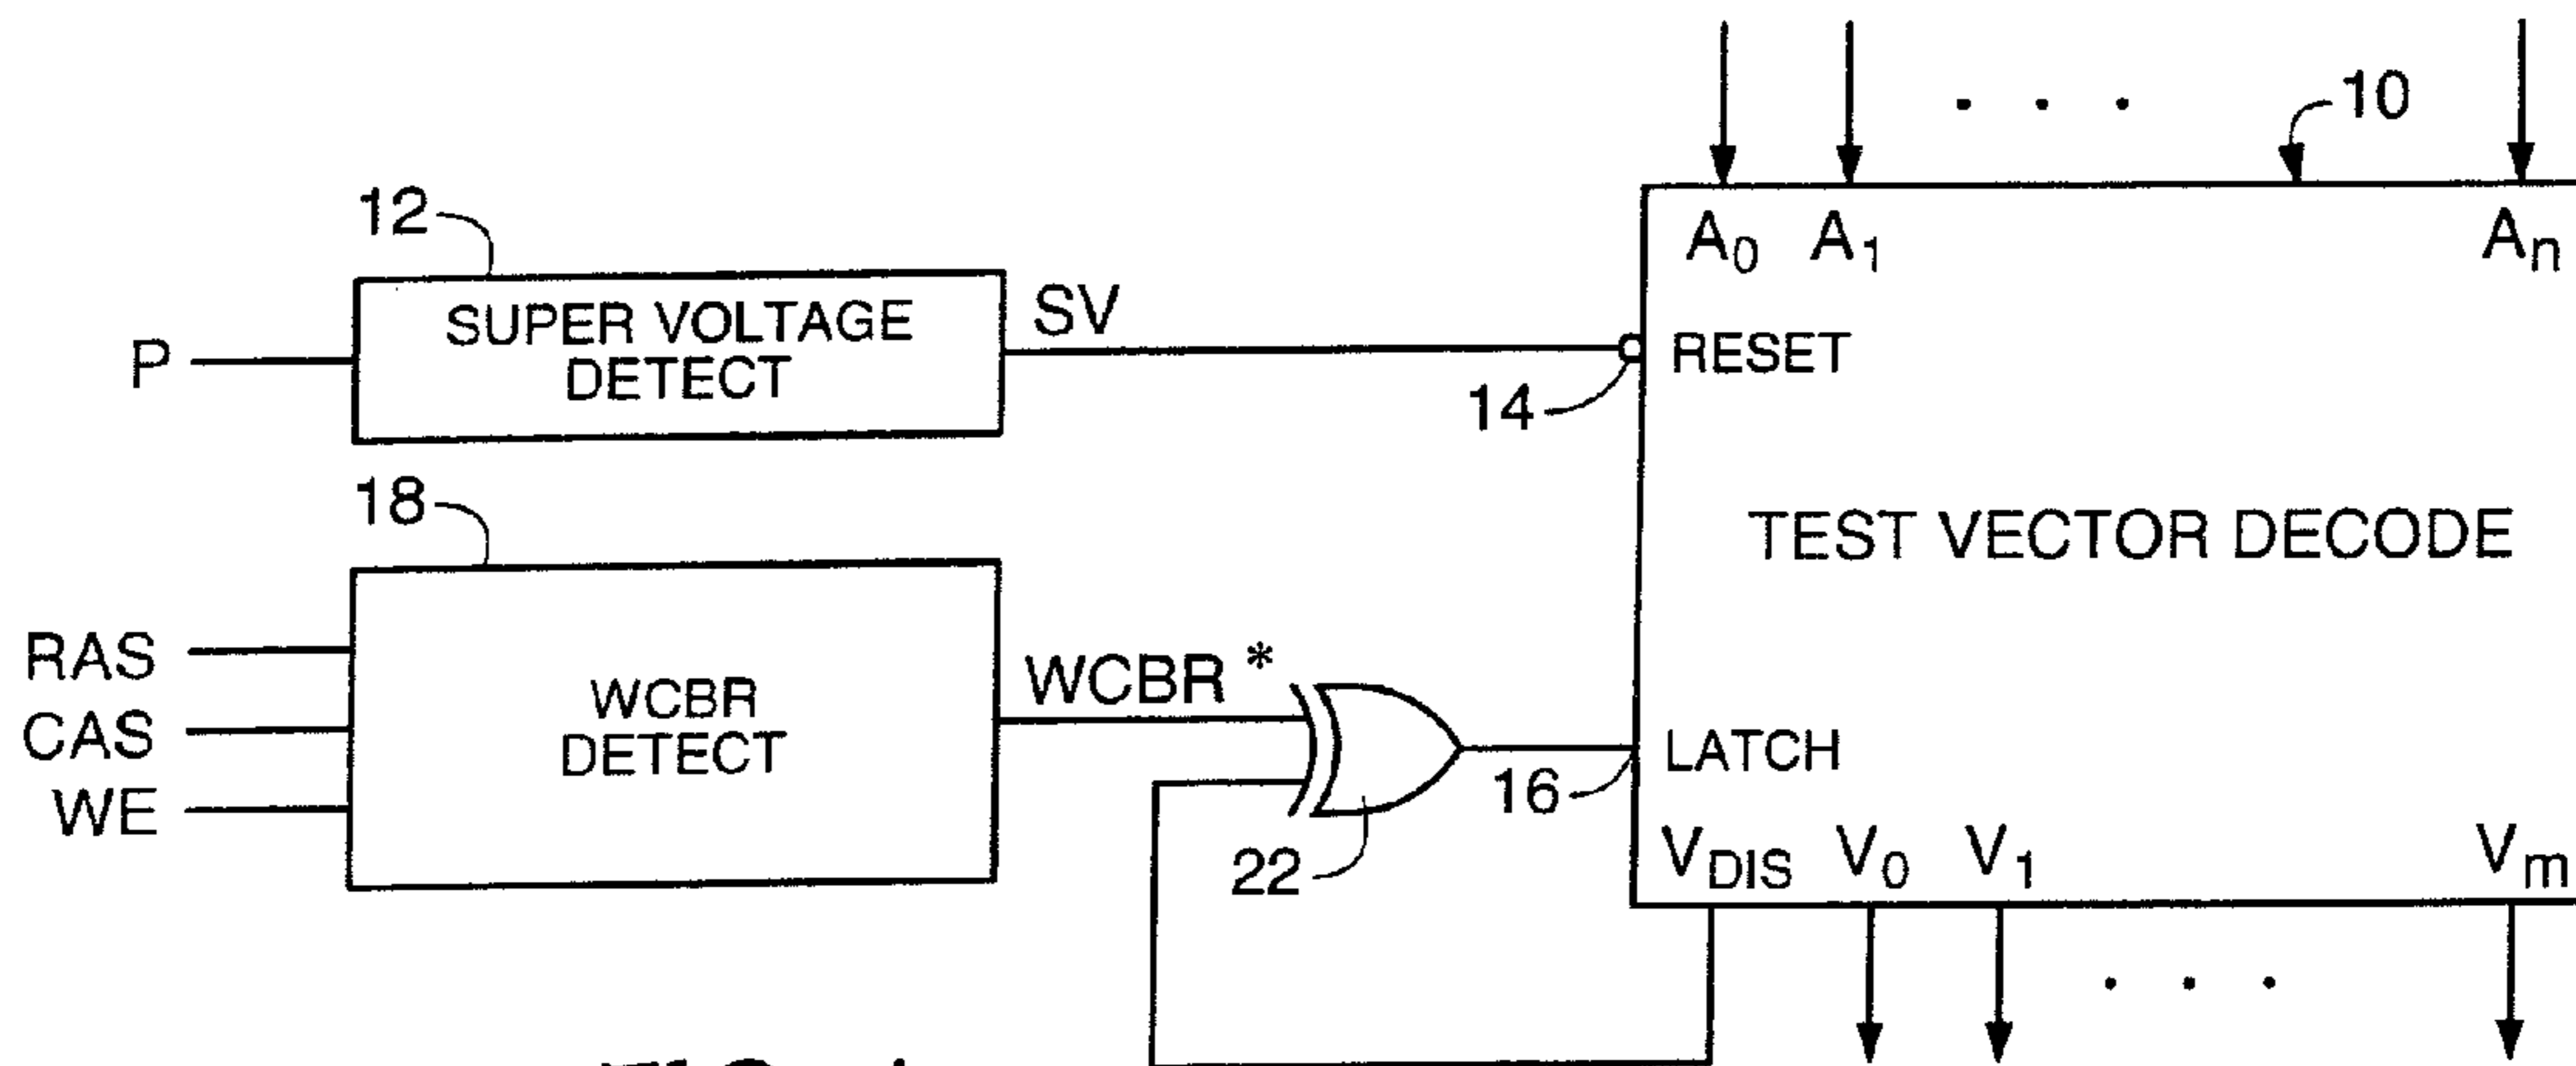 10
12
A0 A1 An
SUPER VOLTAGE
DETECT
SV
P
RESET
14
18
TEST VECTOR DECODE
RAS
CAS
WE
WCBR
DETECT
WCBR *
LATCH
16
22
VDIS V0 V1 Vm